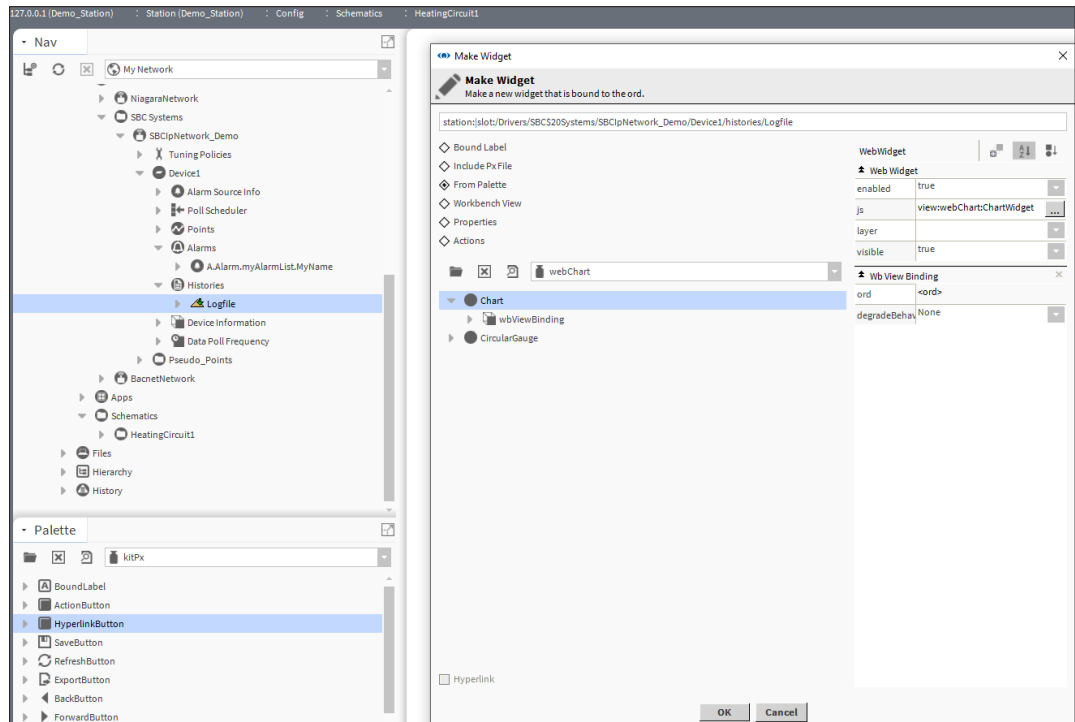 127.0.0.1 (Demo_Station) : Station (Demo_Station) : Config : Schematics : HeatingCircuit1
Nav
My Network
NiagaraNetwork
SBC Systems
SBCIpNetwork_Demo
Tuning Policies
Device1
Alarm Source Info
Poll Scheduler
Points
Alarms
A.Alarm.myAlarmList.MyName
Histories
Logfile
Device Information
Data Poll Frequency
Pseudo_Points
BacnetNetwork
Apps
Schematics
HeatingCircuit1
Files
Hierarchy
History
Palette
kitPx
BoundLabel
ActionButton
HyperlinkButton
SaveButton
RefreshButton
ExportButton
BackButton
ForwardButton
Make Widget
Make Widget
Make a new widget that is bound to the ord.
station:|slot:/Drivers/SBC$20Systems/SBCIpNetwork_Demo/Device1/histories/Logfile
Bound Label
Include Px File
From Palette
Workbench View
Properties
Actions
webChart
Chart
wbViewBinding
CircularGauge
Hyperlink
WebWidget
Web Widget
enabled true
js view:webChart:ChartWidget ...
layer
visible true
Wb View Binding
ord <ord>
degradeBehav None
OK Cancel